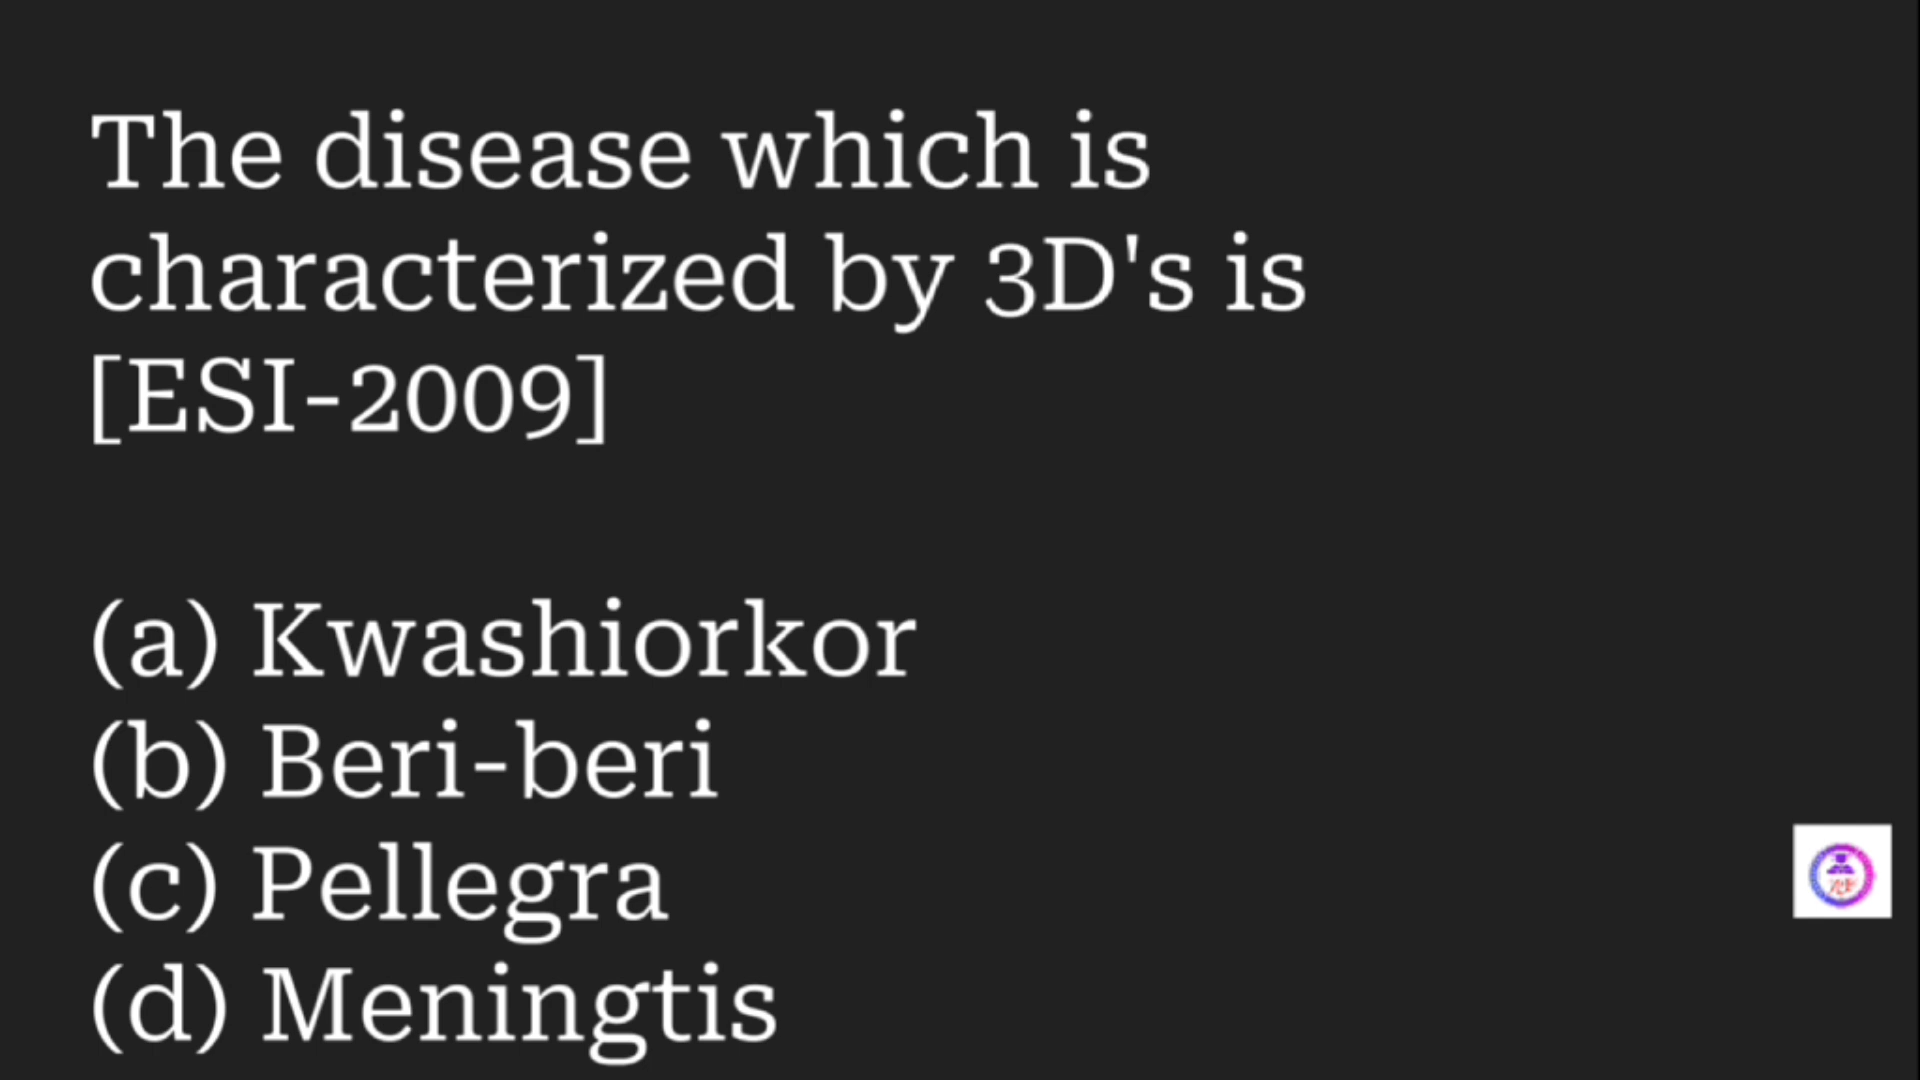 The disease which is
characterized by 3D's is
[ESI-2009]
(a) Kwashiorkor
(b) Beri-beri
(c) Pellegra
(d) Meningtis